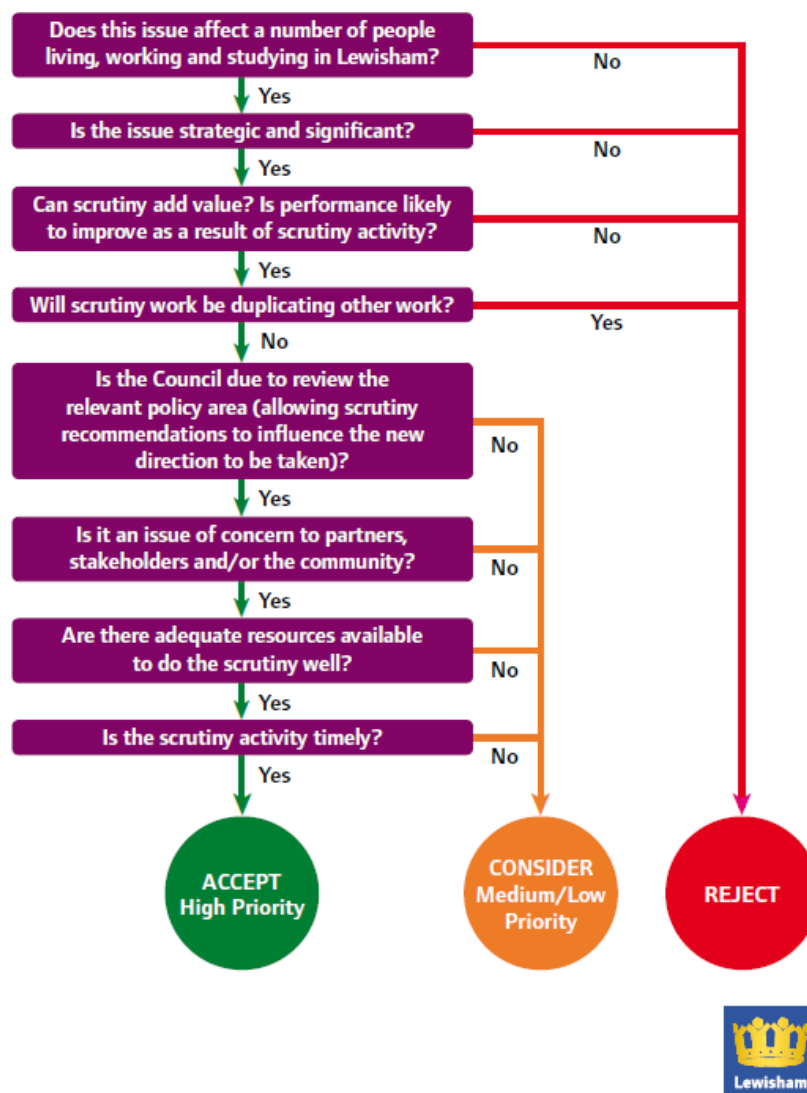 Does this issue affect a number of people
living, working and studying in Lewisham?
No
Yes
Is the issue strategic and significant?
No
Yes
Can scrutiny add value? Is performance likely
to improve as a result of scrutiny activity?
No
Yes
Will scrutiny work be duplicating other work?
Yes
No
Is the Council due to review the
relevant policy area (allowing scrutiny
recommendations to influence the new
direction to be taken)?
No
Yes
Is it an issue of concern to partners,
stakeholders and/or the community?
No
Yes
Are there adequate resources available
to do the scrutiny well?
No
Yes
Is the scrutiny activity timely?
No
Yes
ACCEPT
High Priority
CONSIDER
Medium/Low
Priority
REJECT
Lewisham